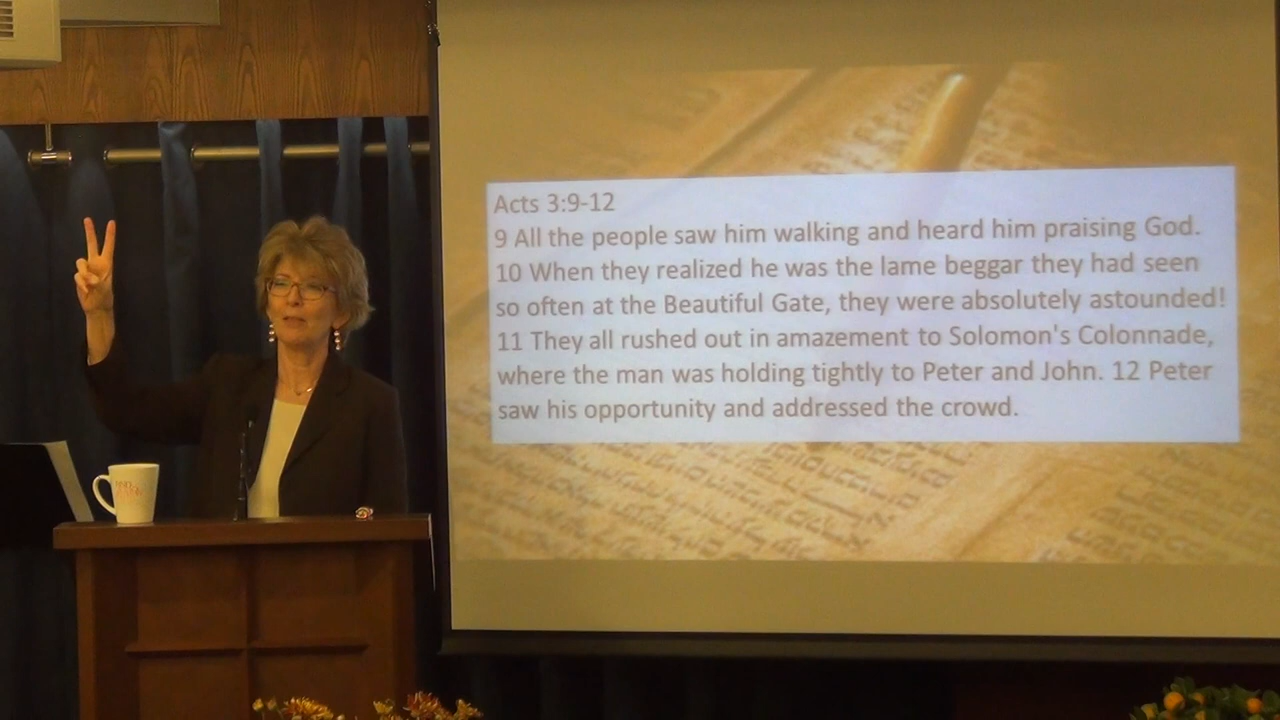 Acts 3:9-12
9 All the people saw him walking and heard him praising God.
10 When they realized he was the lame beggar they had seen
so often at the Beautiful Gate, they were absolutely astounded!
11 They all rushed out in amazement to Solomon's Colonnade,
where the man was holding tightly to Peter and John. 12 Peter
saw his opportunity and addressed the crowd.